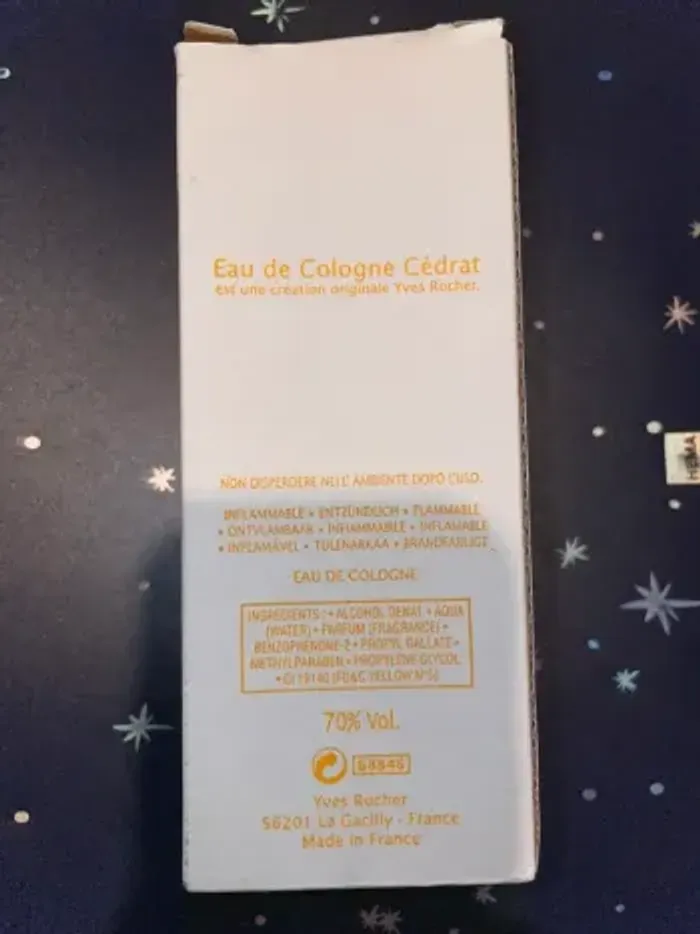 Eau de Cologne Cédrat
est une création originale Yves Rocher.
NON DISPERDERE NELL'AMBIENTE DOPO L'USO.
INFLAMMABLE • ENTZÜNDLICH • FLAMMABLE
• ONTVLAMBAAR • INFIAMMABILE • INFLAMABLE
• INFLAMÁVEL • TULENARKAA • BRANDFARLIGT
EAU DE COLOGNE
INGREDIENTS : • ALCOHOL DENAT • AQUA
(WATER) • PARFUM (FRAGRANCE) •
BENZOPHENONE-2 • PROPYL GALLATE •
METHYLPARABEN • PROPYLENE GLYCOL
• CI 19140 (FD&C YELLOW N°5)
70% Vol.
68846
Yves Rocher
56201 La Gacilly - France
Made in France
HEMA